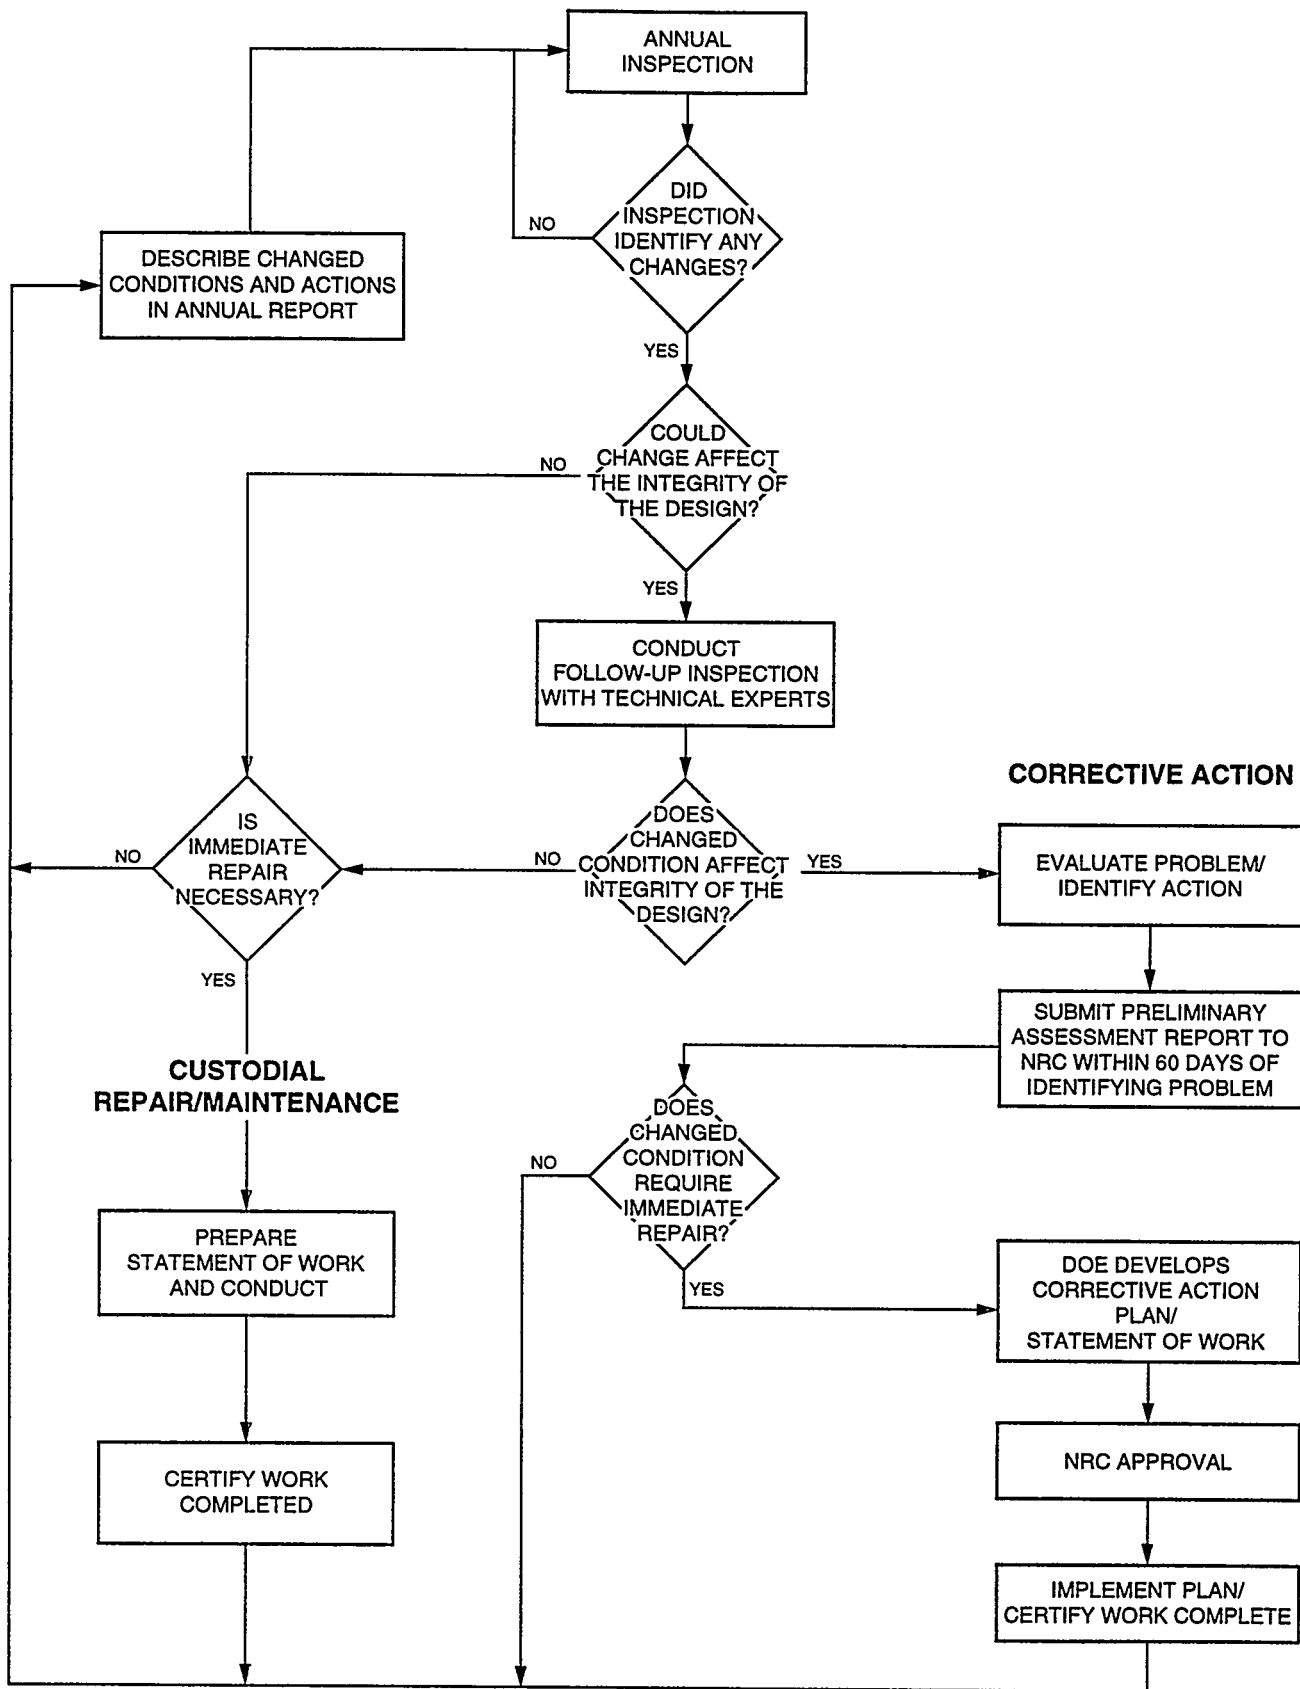 ANNUAL
INSPECTION
DID
INSPECTION
IDENTIFY ANY
CHANGES?
NO
DESCRIBE CHANGED
CONDITIONS AND ACTIONS
IN ANNUAL REPORT
YES
COULD
CHANGE AFFECT
THE INTEGRITY OF
THE DESIGN?
NO
YES
CONDUCT
FOLLOW-UP INSPECTION
WITH TECHNICAL EXPERTS
CORRECTIVE ACTION
IS
IMMEDIATE
REPAIR
NECESSARY?
NO
DOES
CHANGED
CONDITION AFFECT
INTEGRITY OF THE
DESIGN?
NO
YES
EVALUATE PROBLEM/
IDENTIFY ACTION
YES
SUBMIT PRELIMINARY
ASSESSMENT REPORT TO
NRC WITHIN 60 DAYS OF
IDENTIFYING PROBLEM
CUSTODIAL
REPAIR/MAINTENANCE
DOES
CHANGED
CONDITION
REQUIRE
IMMEDIATE
REPAIR?
NO
YES
PREPARE
STATEMENT OF WORK
AND CONDUCT
DOE DEVELOPS
CORRECTIVE ACTION
PLAN/
STATEMENT OF WORK
CERTIFY WORK
COMPLETED
NRC APPROVAL
IMPLEMENT PLAN/
CERTIFY WORK COMPLETE